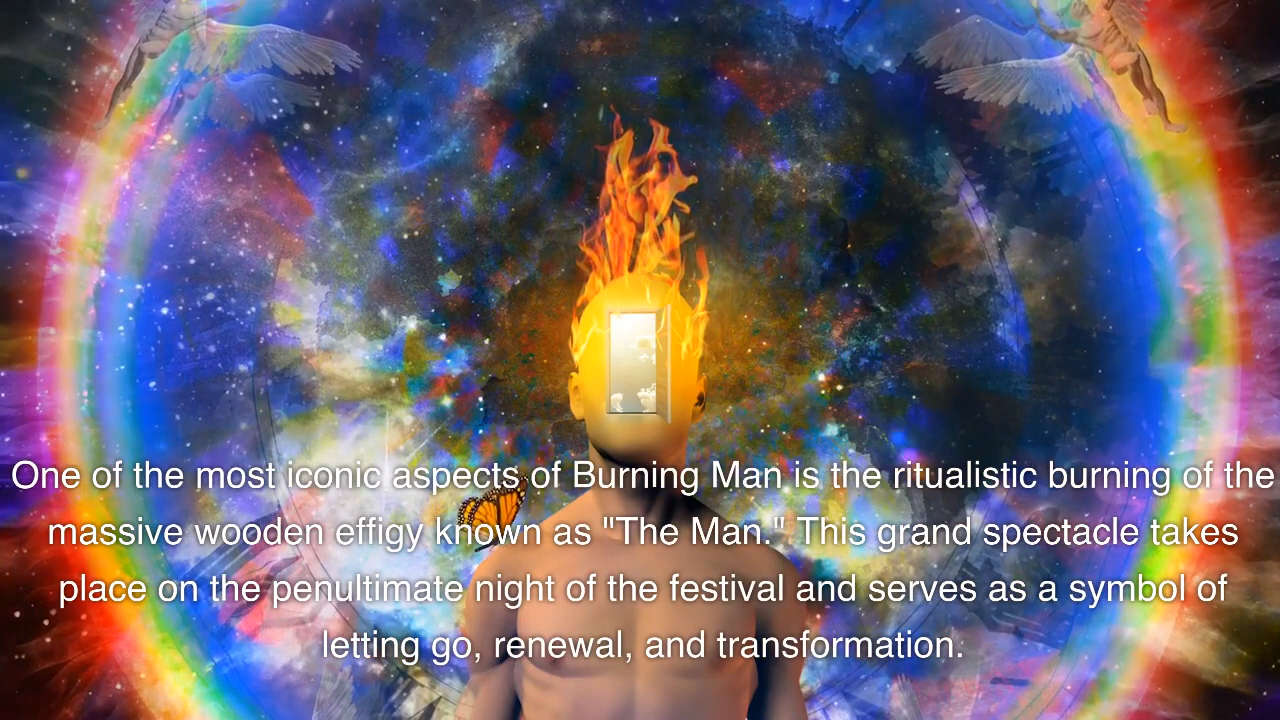 One of the most iconic aspects of Burning Man is the ritualistic burning of the
massive wooden effigy known as "The Man." This grand spectacle takes
place on the penultimate night of the festival and serves as a symbol of
letting go, renewal, and transformation.